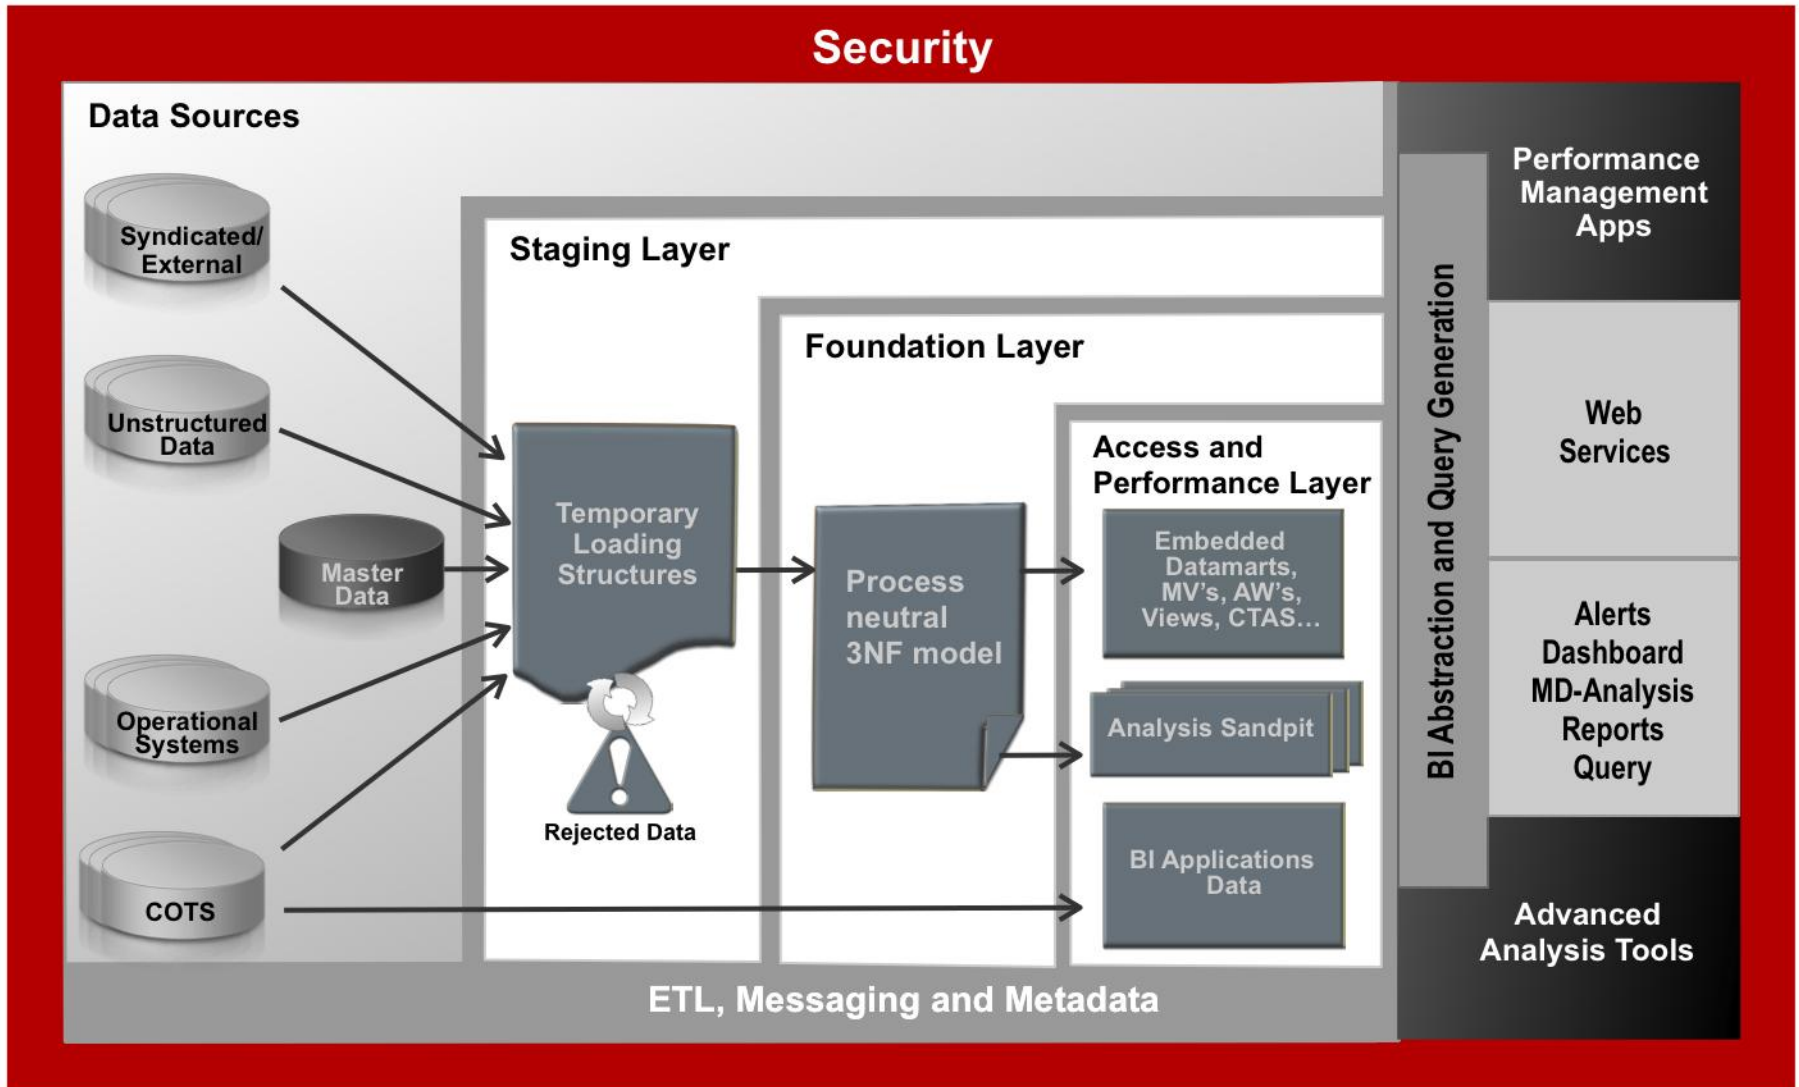 Security
Data Sources
Syndicated/
External
Unstructured
Data
Master
Data
Operational
Systems
COTS
Staging Layer
Temporary
Loading
Structures
Rejected Data
Foundation Layer
Process
neutral
3NF model
Access and
Performance Layer
Embedded
Datamarts,
MV's, AW's,
Views, CTAS...
Analysis Sandpit
BI Applications
Data
BI Abstraction and Query Generation
Performance
Management
Apps
Web
Services
Alerts
Dashboard
MD-Analysis
Reports
Query
Advanced
Analysis Tools
ETL, Messaging and Metadata